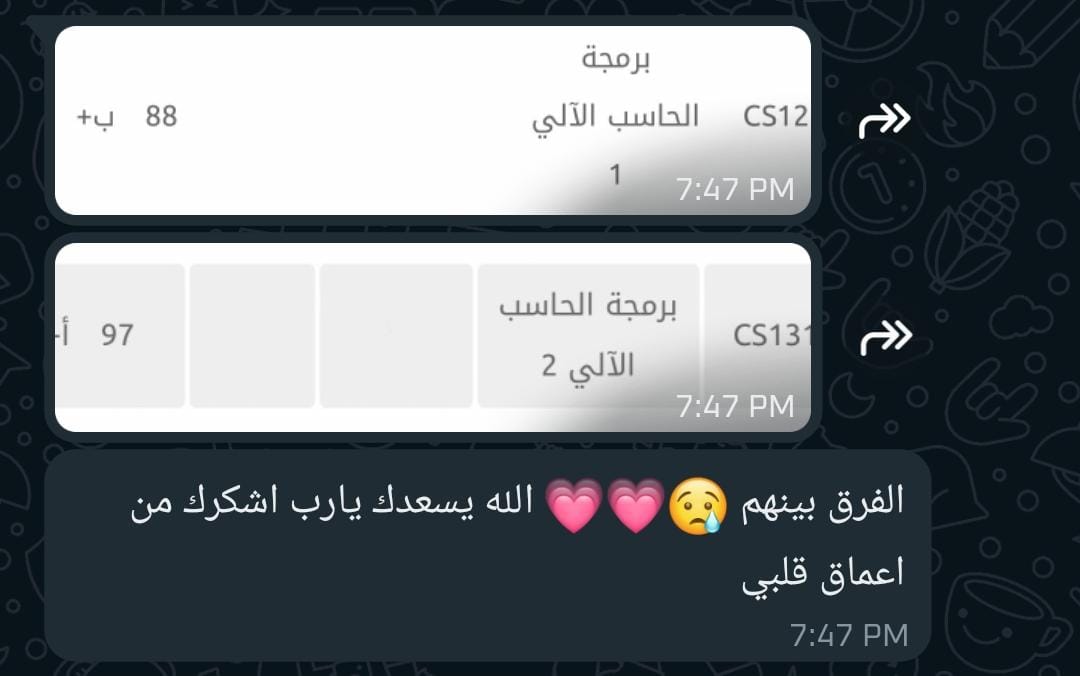 برمجة
CS12 الحاسب الآلي 88 ب+
1
7:47 PM
برمجة الحاسب
CS131 97 أ+
الآلي 2
7:47 PM
الفرق بينهم 😢💗💗 الله يسعدك يارب اشكرك من
اعماق قلبي
7:47 PM